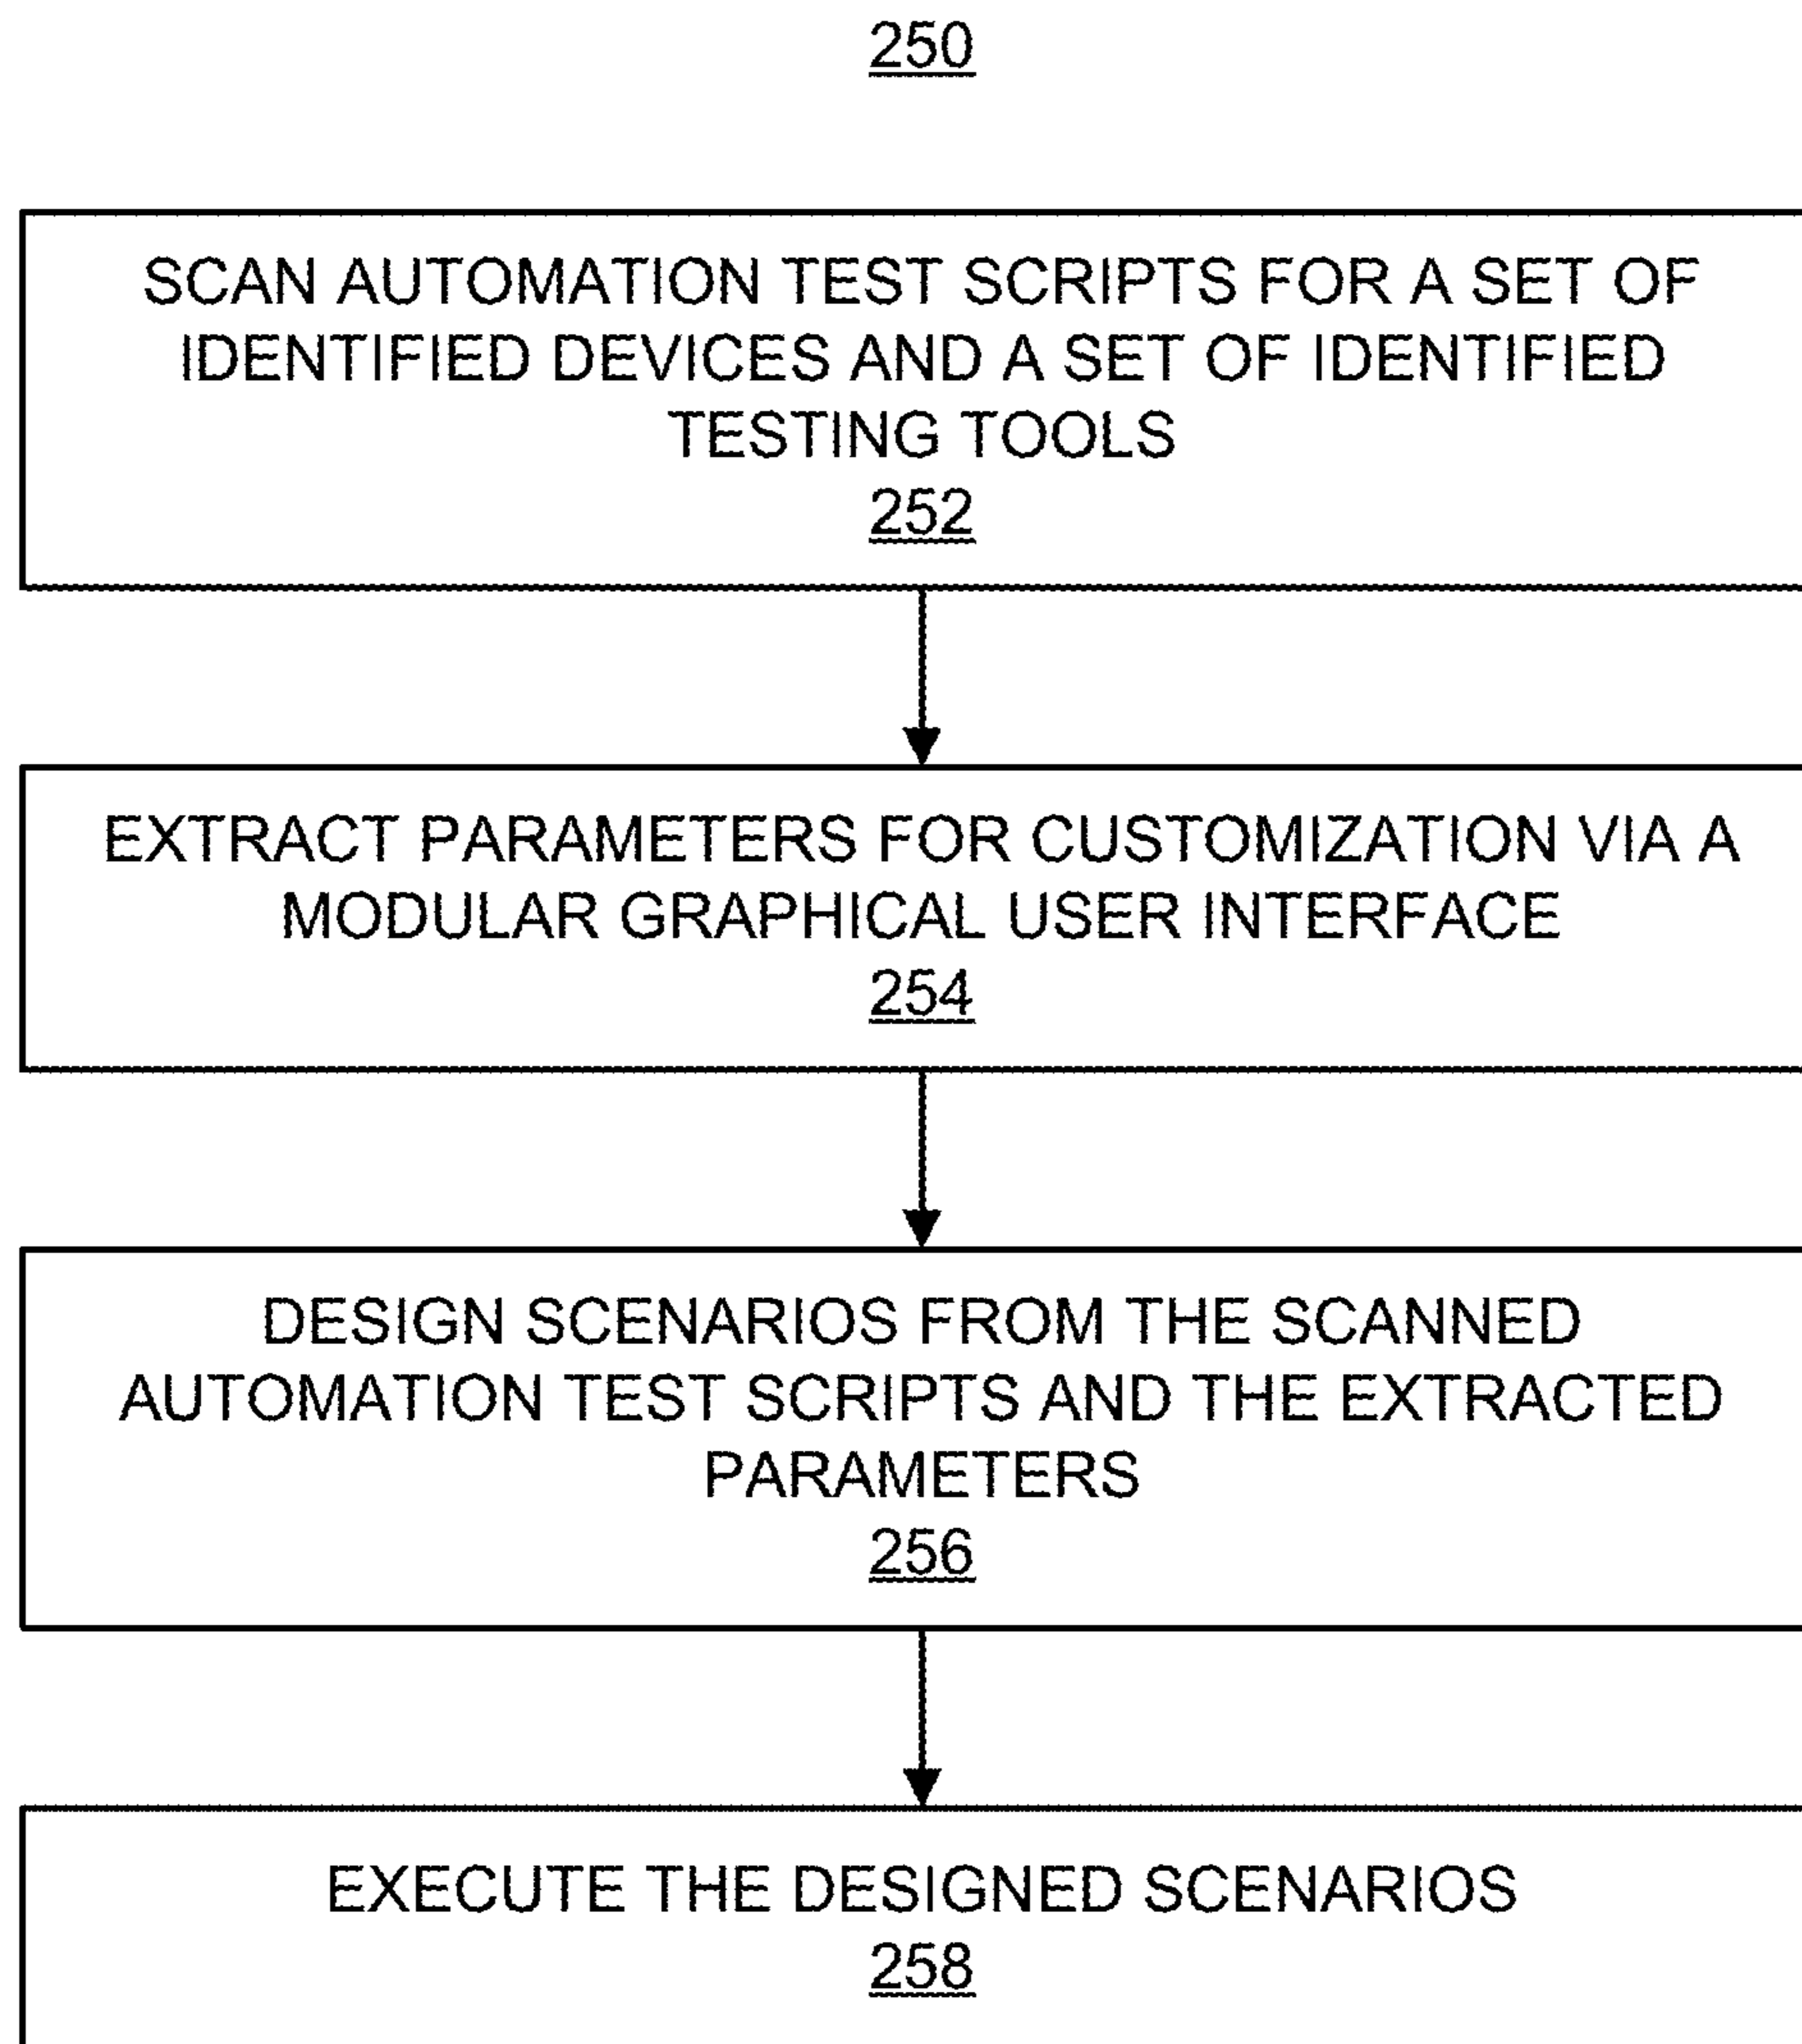 250
SCAN AUTOMATION TEST SCRIPTS FOR A SET OF
IDENTIFIED DEVICES AND A SET OF IDENTIFIED
TESTING TOOLS
252
EXTRACT PARAMETERS FOR CUSTOMIZATION VIA A
MODULAR GRAPHICAL USER INTERFACE
254
DESIGN SCENARIOS FROM THE SCANNED
AUTOMATION TEST SCRIPTS AND THE EXTRACTED
PARAMETERS
256
EXECUTE THE DESIGNED SCENARIOS
258